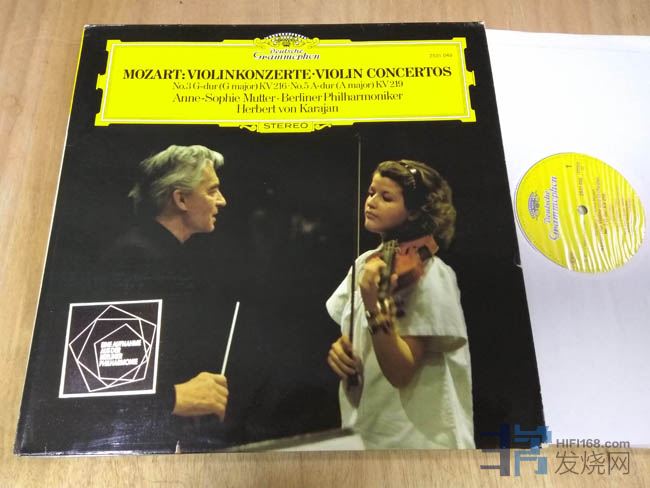 Deutsche
Grammophon
2531 049
MOZART: VIOLINKONZERTE · VIOLIN CONCERTOS
No.3 G-dur (G major) KV 216 · No.5 A-dur (A major) KV 219
Anne-Sophie Mutter · Berliner Philharmoniker
Herbert von Karajan
STEREO
EINE AUFNAHME
AUS DER
BERLINER
PHILHARMONIE
Deutsche
Grammophon
1
HIFI168.com
发烧网